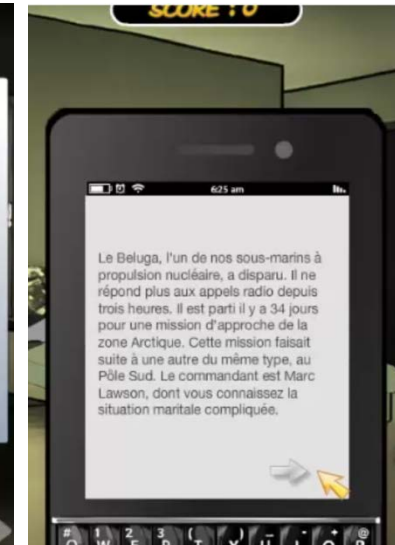 SCORE : 0
6:25 am
Le Beluga, l'un de nos sous-marins à
propulsion nucléaire, a disparu. Il ne
répond plus aux appels radio depuis
trois heures. Il est parti il y a 34 jours
pour une mission d'approche de la
zone Arctique. Cette mission faisait
suite à une autre du même type, au
Pôle Sud. Le commandant est Marc
Lawson, dont vous connaissez la
situation maritale compliquée.
# 1 2 3 ( ) _ - + @